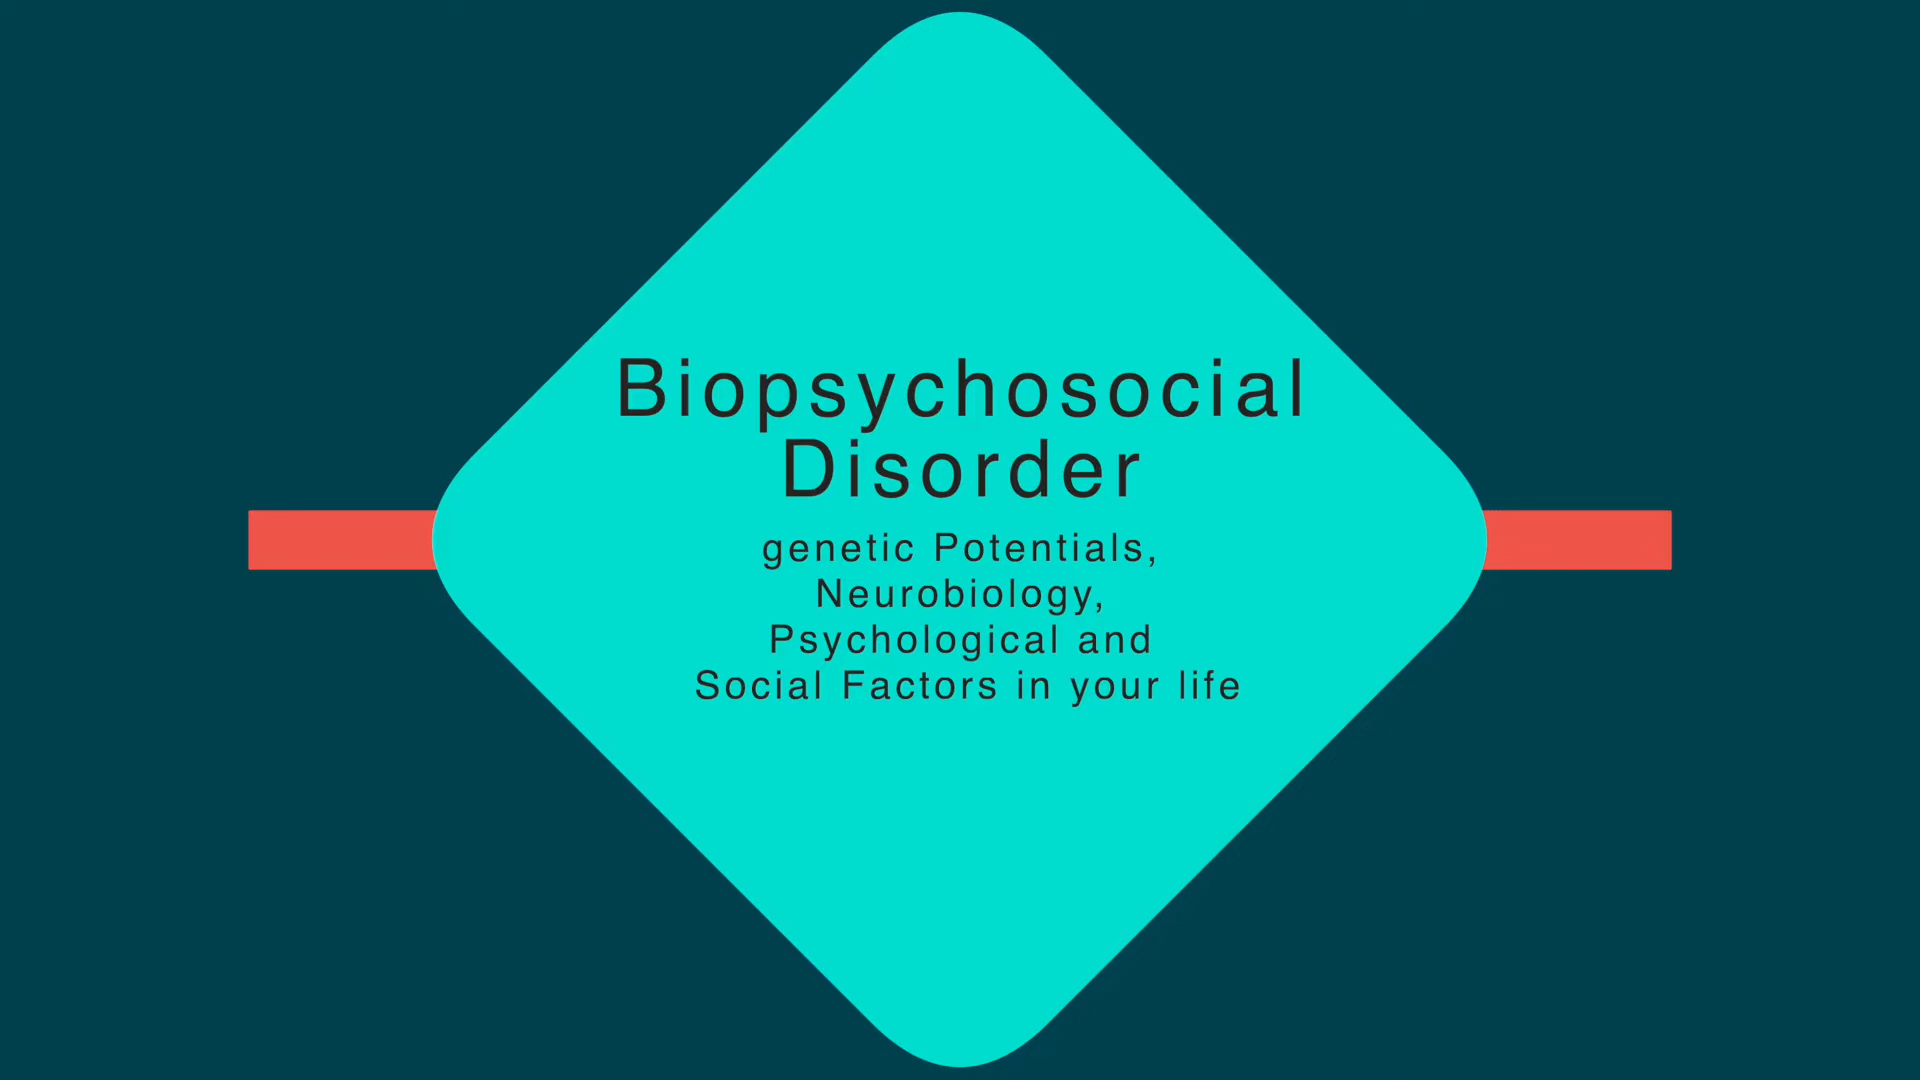 Biopsychosocial
Disorder
genetic Potentials,
Neurobiology,
Psychological and
Social Factors in your life